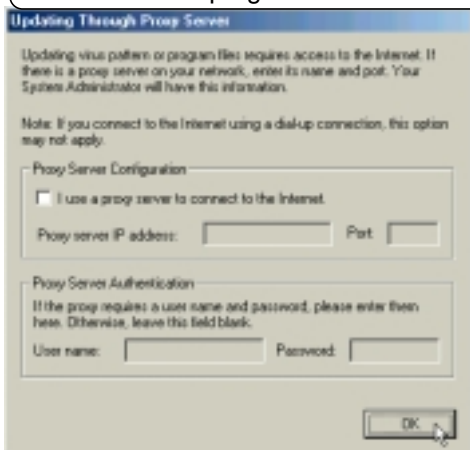 Updating Through Proxy Server
Updating virus pattern or program files requires access to the Internet. If
there is a proxy server on your network, enter its name and port. Your
System Administrator will have this information.
Note: If you connect to the Internet using a dial-up connection, this option
may not apply.
Proxy Server Configuration
I use a proxy server to connect to the Internet.
Proxy server IP address: Port:
Proxy Server Authentication
If the proxy requires a user name and password, please enter them
here. Otherwise, leave this field blank.
User name: Password:
OK